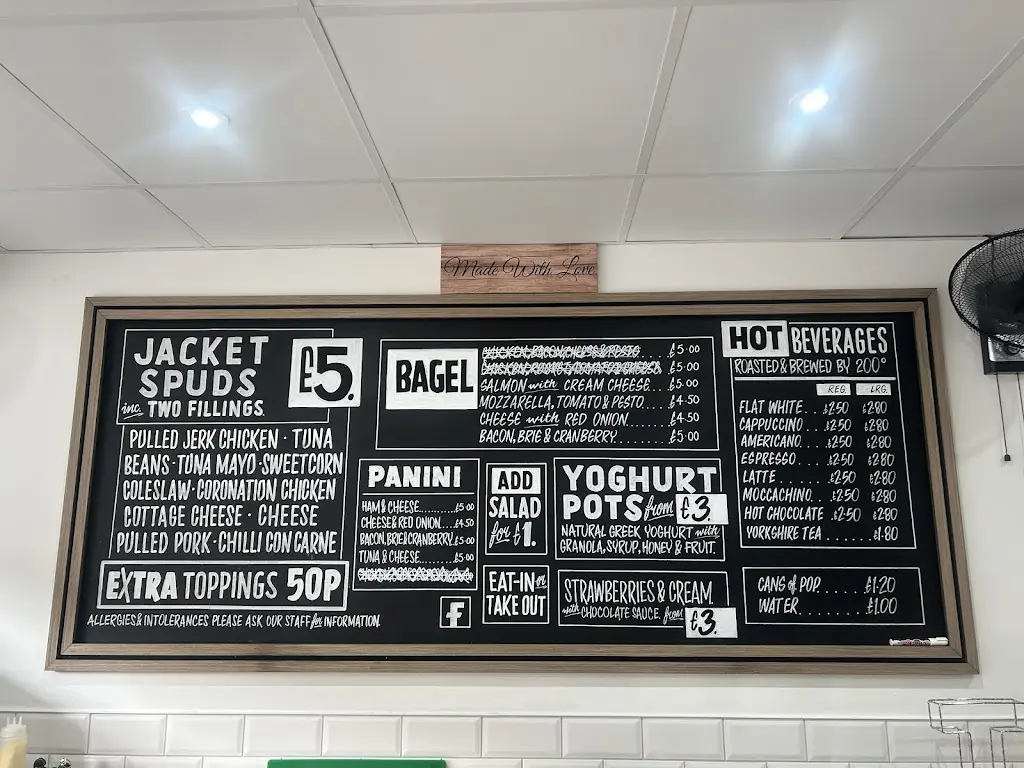 Made With Love
JACKET
SPUDS
inc. TWO FILLINGS
£5.
PULLED JERK CHICKEN · TUNA
BEANS · TUNA MAYO · SWEETCORN
COLESLAW · CORONATION CHICKEN
COTTAGE CHEESE · CHEESE
PULLED PORK · CHILLI CON CARNE
EXTRA TOPPINGS 50P
ALLERGIES & INTOLERANCES PLEASE ASK OUR STAFF for INFORMATION.
BAGEL
£5.00
£5.00
SALMON with CREAM CHEESE... £5.00
MOZZARELLA, TOMATO & PESTO.... £4.50
CHEESE with RED ONION....... £4.50
BACON, BRIE & CRANBERRY........ £5.00
PANINI
HAM & CHEESE.......... £5.00
CHEESE & RED ONION.... £4.50
BACON, BRIE & CRANBERRY £5.00
TUNA & CHEESE......... £5.00
ADD
SALAD
for £1.
EAT-IN or
TAKE OUT
f
YOGHURT
POTS from £3.
NATURAL GREEK YOGHURT with
GRANOLA, SYRUP, HONEY & FRUIT.
STRAWBERRIES & CREAM.
with CHOCOLATE SAUCE. from £3.
HOT BEVERAGES
ROASTED & BREWED BY 200°
REG. LRG.
FLAT WHITE... £2.50 £2.80
CAPPUCCINO... £2.50 £2.80
AMERICANO.... £2.50 £2.80
ESPRESSO.... £2.50 £2.80
LATTE........ £2.50 £2.80
MOCCACHINO... £2.50 £2.80
HOT CHOCOLATE £2.50 £2.80
YORKSHIRE TEA........ £1.80
CANS of POP....... £1.20
WATER.......... £1.00